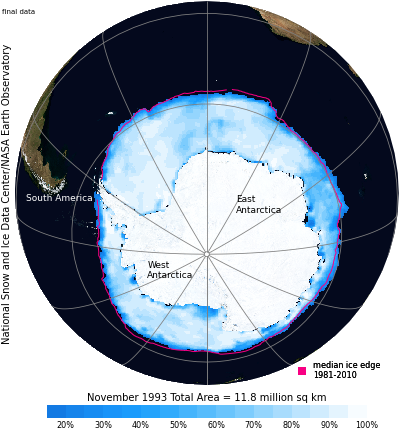 final data
National Snow and Ice Data Center/NASA Earth Observatory
South America
East
Antarctica
West
Antarctica
median ice edge
1981-2010
November 1993 Total Area = 11.8 million sq km
20% 30% 40% 50% 60% 70% 80% 90% 100%